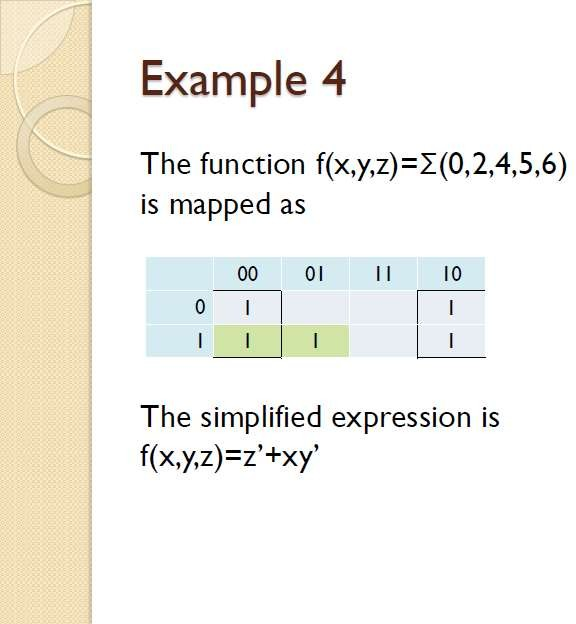 Example 4
The function f(x,y,z)=Σ(0,2,4,5,6)
is mapped as
00 01 11 10
0 1 1
1 1 1 1
The simplified expression is
f(x,y,z)=z’+xy’